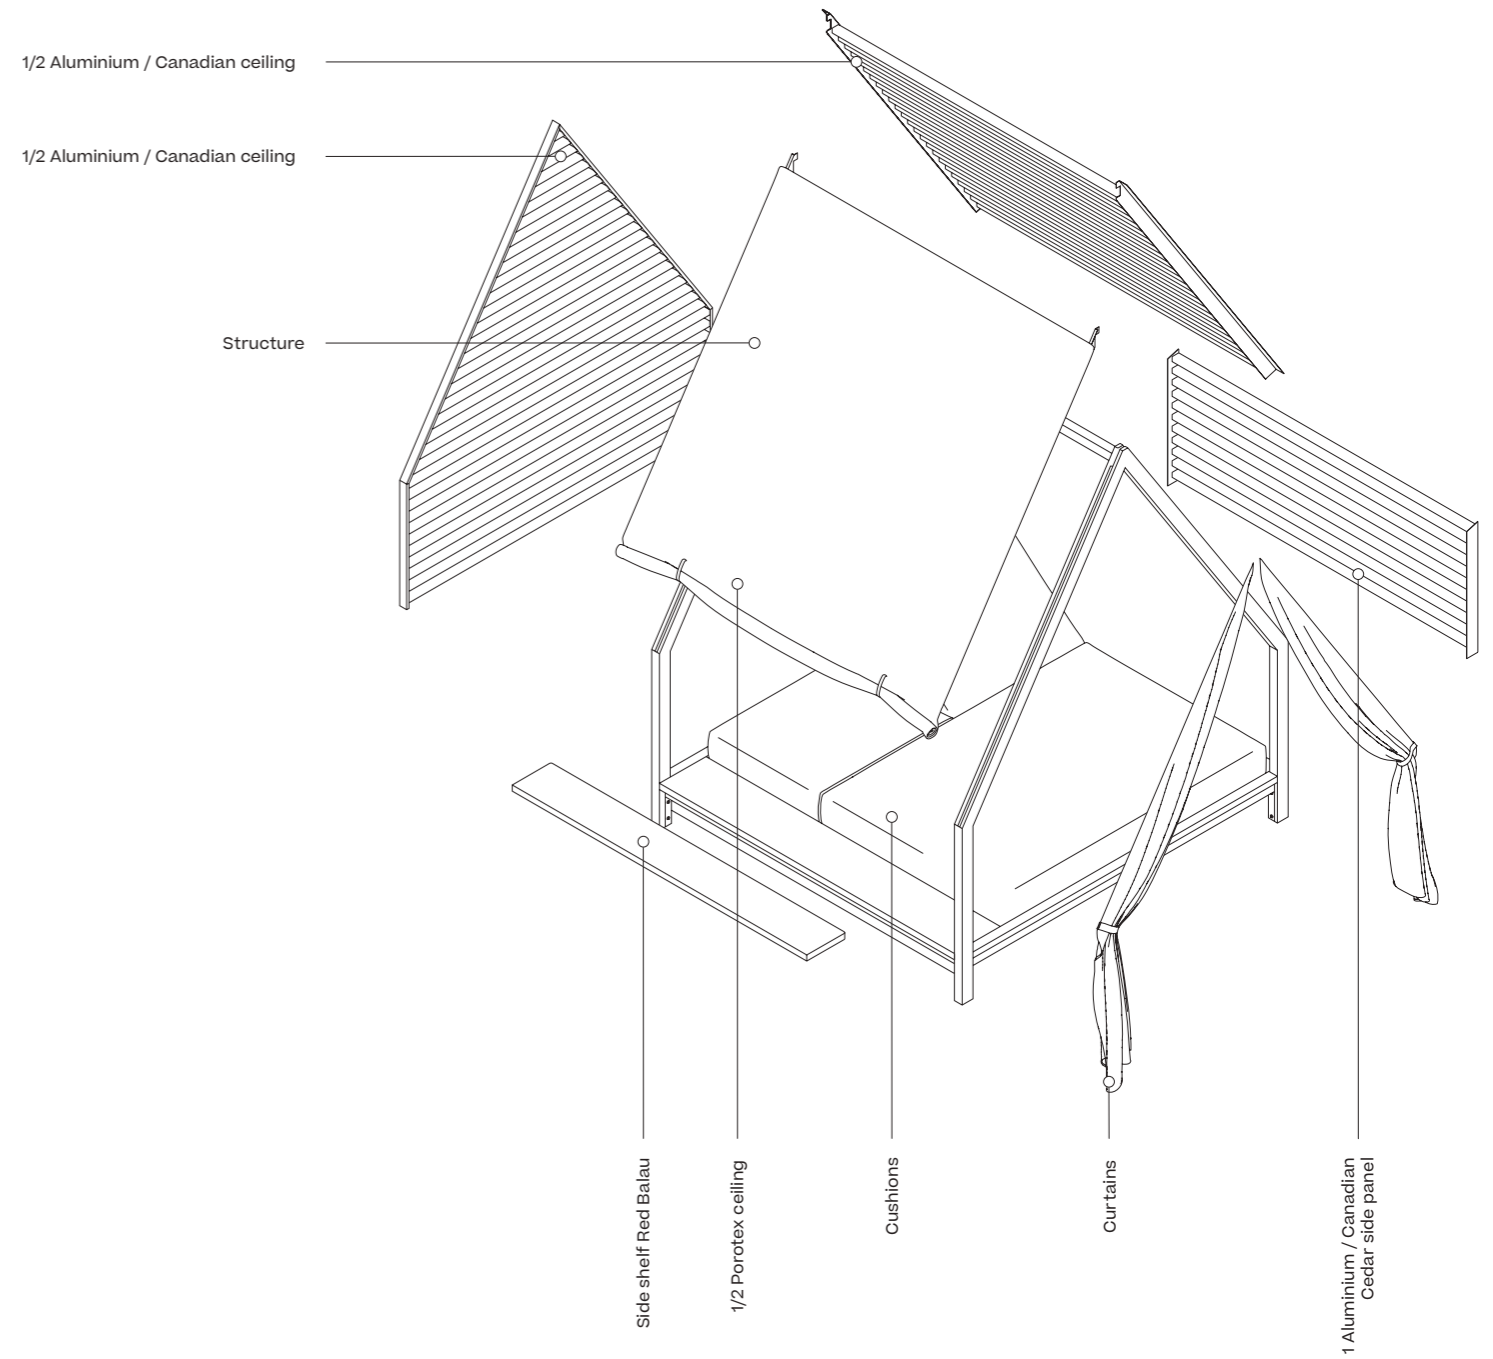 1/2 Aluminium / Canadian ceiling
1/2 Aluminium / Canadian ceiling
Structure
Side shelf Red Balau
1/2 Porotex ceiling
Cushions
Curtains
1 Aluminium / Canadian
Cedar side panel